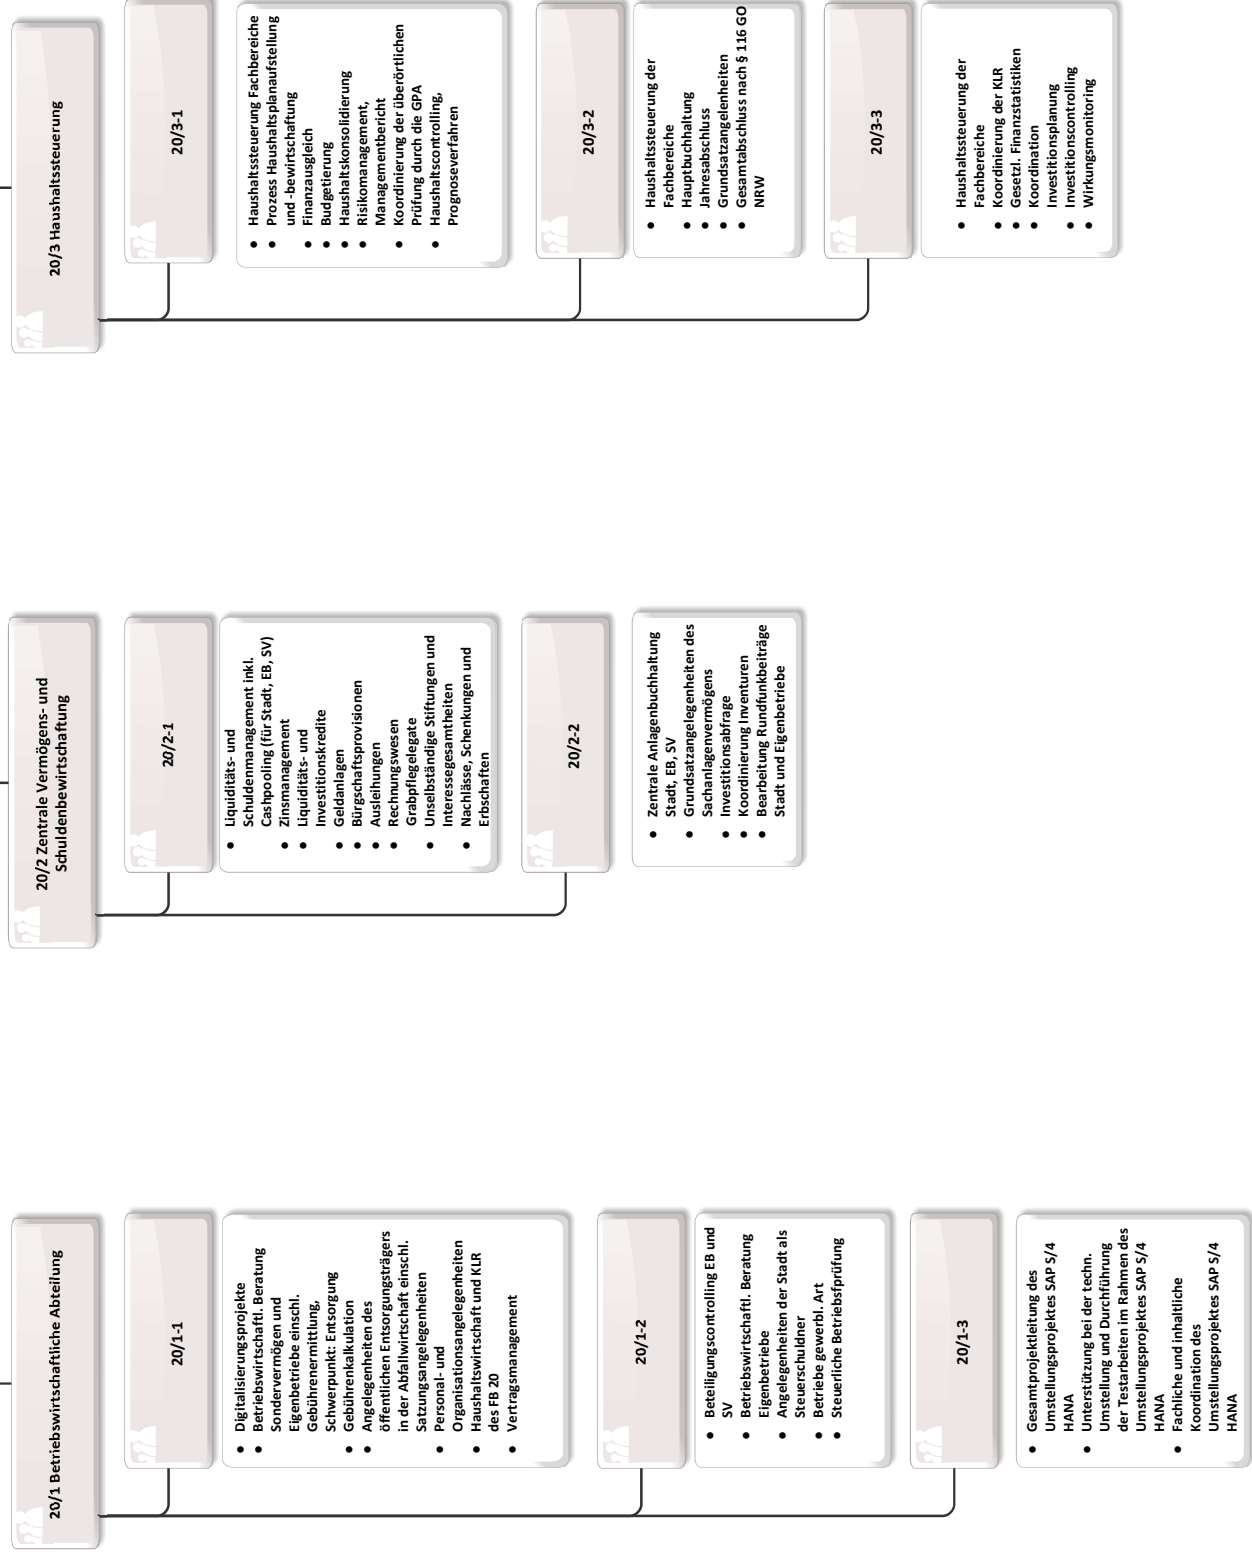 20/1 Betriebswirtschaftliche Abteilung
20/1-1
• Digitalisierungsprojekte
• Betriebswirtschaftl. Beratung
Sondervermögen und
Eigenbetriebe einschl.
Gebührenermittlung,
Schwerpunkt: Entsorgung
• Gebührenkalkulation
• Angelegenheiten des
öffentlichen Entsorgungsträgers
in der Abfallwirtschaft einschl.
Satzungsangelegenheiten
• Personal- und
Organisationsangelegenheiten
• Haushaltswirtschaft und KLR
des FB 20
• Vertragsmanagement
20/1-2
• Beteiligungscontrolling EB und
SV
• Betriebswirtschaftl. Beratung
Eigenbetriebe
• Angelegenheiten der Stadt als
Steuerschuldner
• Betriebe gewerbl. Art
• Steuerliche Betriebsfprüfung
20/1-3
• Gesamtprojektleitung des
Umstellungsprojektes SAP S/4
HANA
• Unterstützung bei der techn.
Umstellung und Durchführung
der Testarbeiten im Rahmen des
Umstellungsprojektes SAP S/4
HANA
• Fachliche und inhaltliche
Koordination des
Umstellungsprojektes SAP S/4
HANA
20/2 Zentrale Vermögens- und
Schuldenbewirtschaftung
20/2-1
• Liquiditäts- und
Schuldenmanagement inkl.
Cashpooling (für Stadt, EB, SV)
• Zinsmanagement
• Liquiditäts- und
Investitionskredite
• Geldanlagen
• Bürgschaftsprovisionen
• Ausleihungen
• Rechnungswesen
Grabpflegelegate
• Unselbständige Stiftungen und
Interessegesamtheiten
• Nachlässe, Schenkungen und
Erbschaften
20/2-2
• Zentrale Anlagenbuchhaltung
Stadt, EB, SV
• Grundsatzangelegenheiten des
Sachanlagenvermögens
• Investitionsabfrage
• Koordinierung Inventuren
• Bearbeitung Rundfunkbeiträge
Stadt und Eigenbetriebe
20/3 Haushaltssteuerung
20/3-1
• Haushaltssteuerung Fachbereiche
• Prozess Haushaltsplanaufstellung
und -bewirtschaftung
• Finanzausgleich
• Budgetierung
• Haushaltskonsolidierung
• Risikomanagement,
Managementbericht
• Koordinierung der überörtlichen
Prüfung durch die GPA
• Haushaltscontrolling,
Prognoseverfahren
20/3-2
• Haushaltssteuerung der
Fachbereiche
• Hauptbuchhaltung
• Jahresabschluss
• Grundsatzangelenheiten
• Gesamtabschluss nach § 116 GO
NRW
20/3-3
• Haushaltssteuerung der
Fachbereiche
• Koordinierung der KLR
• Gesetzl. Finanzstatistiken
• Koordination
Investitionsplanung
• Investitionscontrolling
• Wirkungsmonitoring